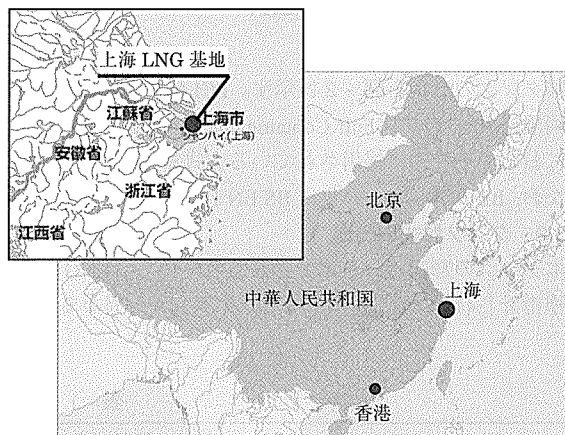 上海 LNG 基地
江蘇省
上海市
シャンハイ(上海)
安徽省
浙江省
江西省
北京
中華人民共和国
上海
香港